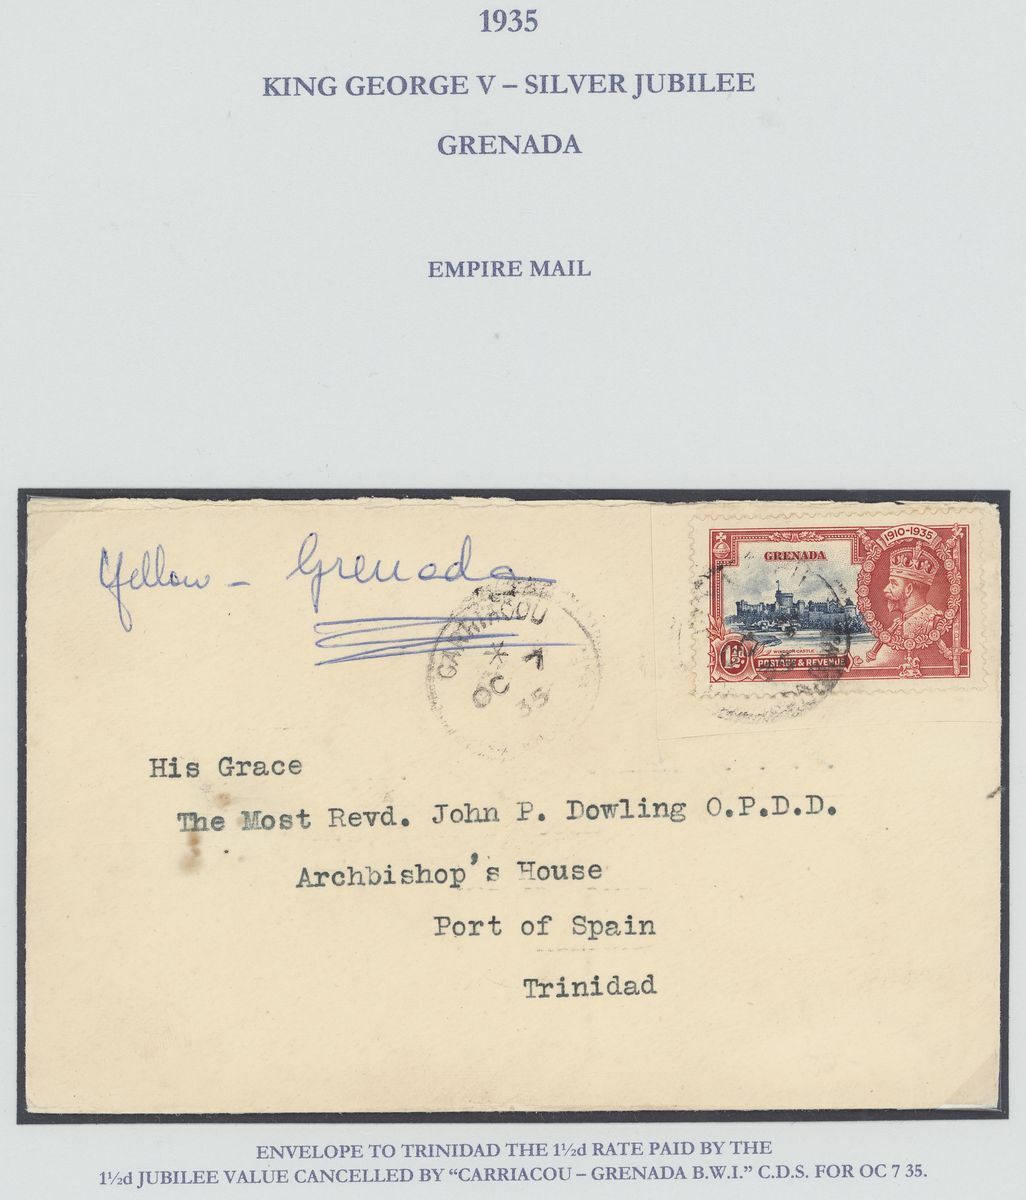 1935
KING GEORGE V – SILVER JUBILEE
GRENADA
EMPIRE MAIL
Yellow – Grenada
1910-1935
GRENADA
WINDSOR CASTLE
1½d
POSTAGE & REVENUE
CARRIACOU
* 7
OC
35
His Grace
The Most Revd. John P. Dowling O.P.D.D.
Archbishop's House
Port of Spain
Trinidad
ENVELOPE TO TRINIDAD THE 1½d RATE PAID BY THE
1½d JUBILEE VALUE CANCELLED BY “CARRIACOU – GRENADA B.W.I.” C.D.S. FOR OC 7 35.